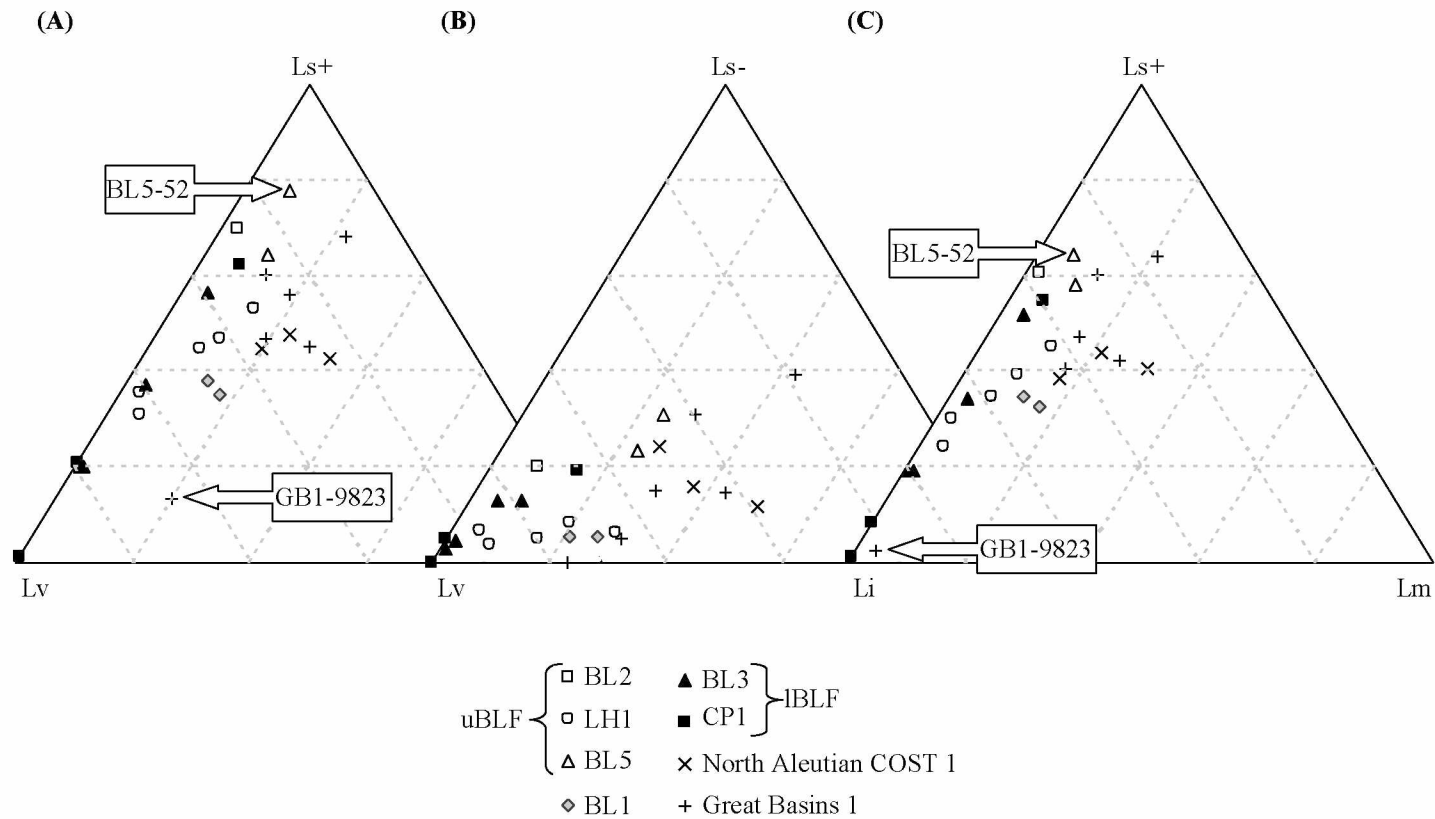 (A)
(B)
(C)
Ls+
Ls-
Ls+
BL5-52
BL5-52
GB1-9823
GB1-9823
Lv
Lv
Li
Lm
uBLF
BL2
LH1
BL5
BL1
BL3
CP1
lBLF
North Aleutian COST 1
Great Basins 1